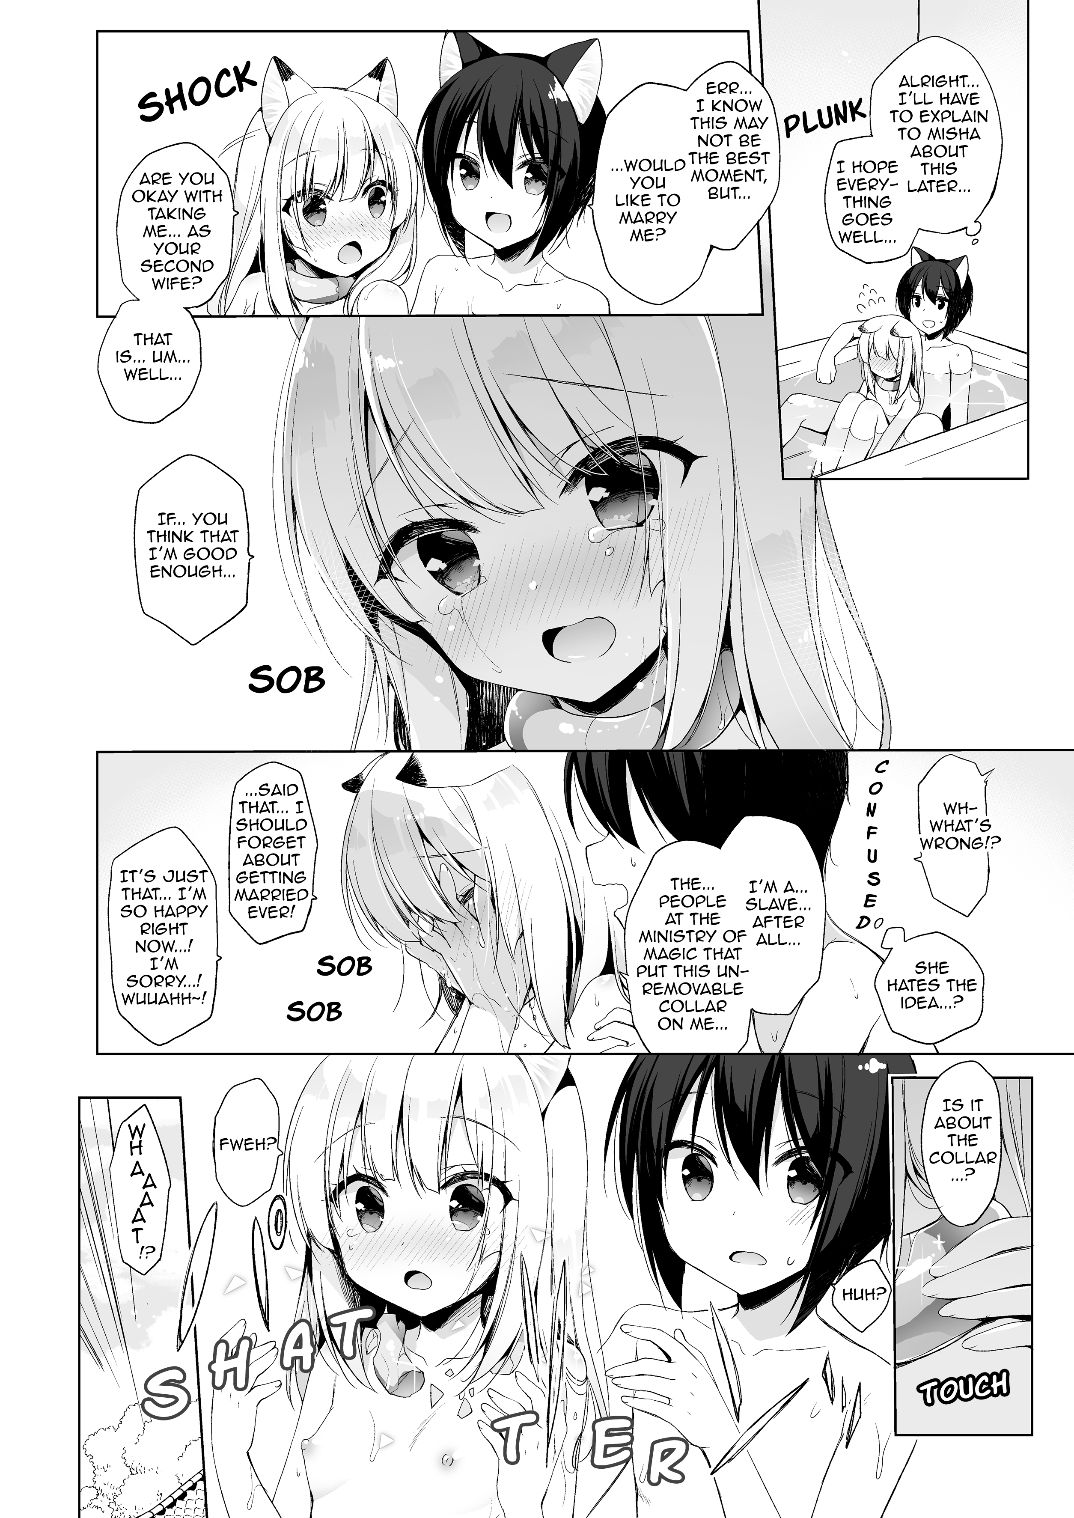 ALRIGHT...
I'LL HAVE
TO EXPLAIN
TO MISHA
ABOUT
THIS
LATER...
I HOPE
EVERY-
THING
GOES
WELL...
PLUNK
ERR...
I KNOW
THIS MAY
NOT BE
THE BEST
MOMENT,
BUT...
...WOULD
YOU
LIKE TO
MARRY
ME?
SHOCK
ARE YOU
OKAY WITH
TAKING
ME... AS
YOUR
SECOND
WIFE?
THAT
IS... UM...
WELL...
IF... YOU
THINK THAT
I'M GOOD
ENOUGH...
SOB
WH-
WHAT'S
WRONG!?
CONFUSED
SHE
HATES THE
IDEA...?
I'M A...
SLAVE...
AFTER
ALL...
THE...
PEOPLE
AT THE
MINISTRY OF
MAGIC THAT
PUT THIS UN-
REMOVABLE
COLLAR
ON ME...
...SAID
THAT... I
SHOULD
FORGET
ABOUT
GETTING
MARRIED
EVER!
IT'S JUST
THAT... I'M
SO HAPPY
RIGHT
NOW...!
I'M
SORRY...!
WUUAHH~!
SOB
SOB
IS IT
ABOUT
THE
COLLAR
...?
TOUCH
HUH?
FWEH?
SHATTER
WHAAAAT!?